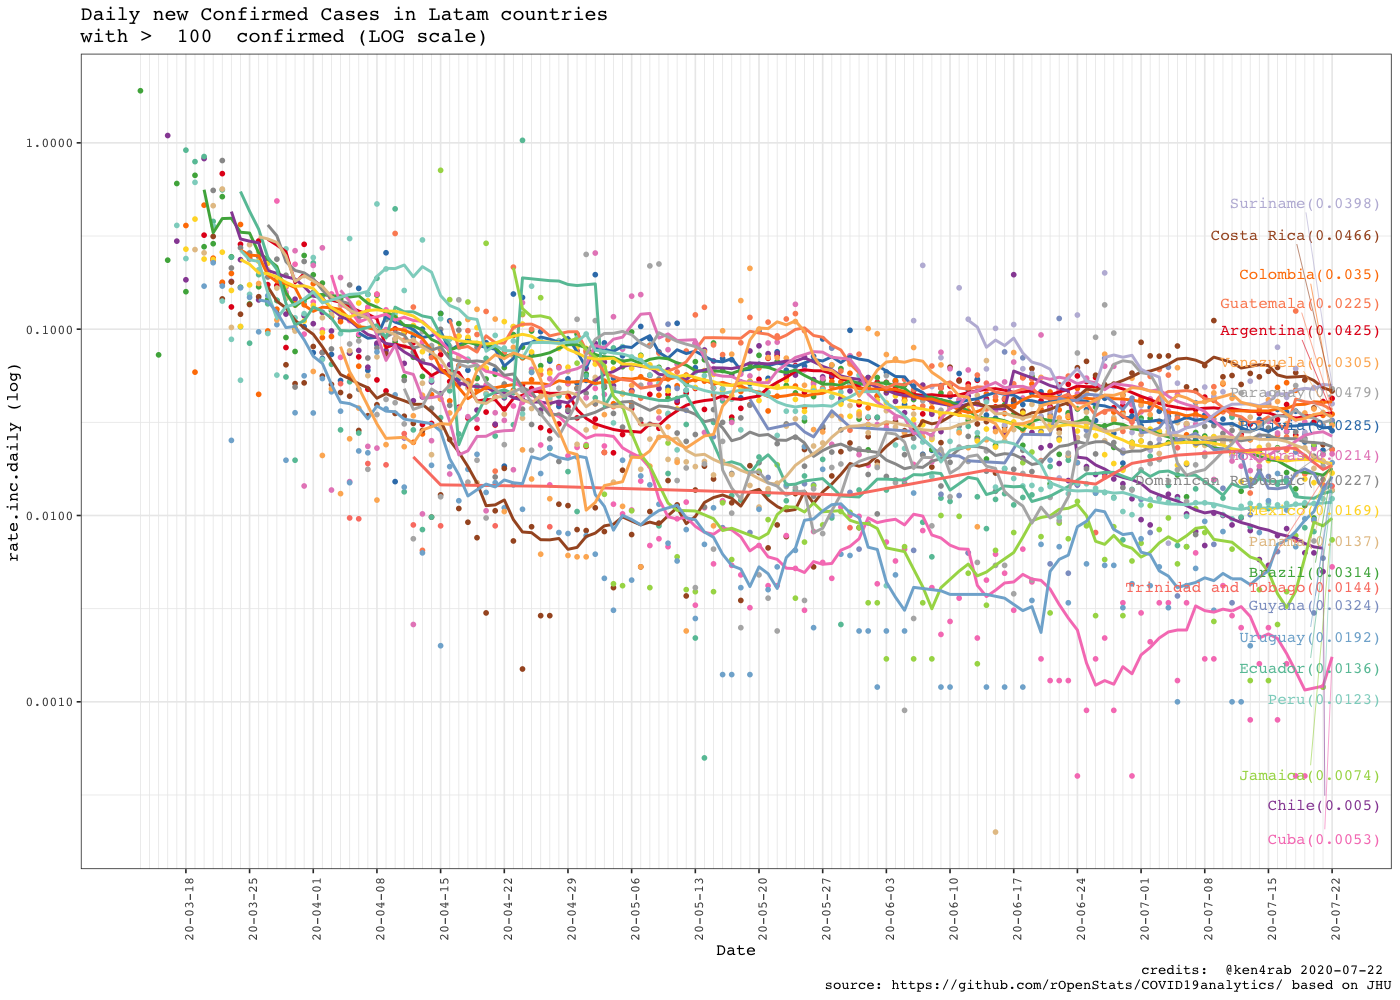 Daily new Confirmed Cases in Latam countries
with >  100  confirmed (LOG scale)
rate.inc.daily (log)
1.0000
0.1000
0.0100
0.0010
Suriname(0.0398)
Costa Rica(0.0466)
Colombia(0.035)
Guatemala(0.0225)
Argentina(0.0425)
Venezuela(0.0305)
Paraguay(0.0479)
Bolivia(0.0285)
(0.0214)
Dominican Republic(0.0227)
Mexico(0.0169)
Panama(0.0137)
Brazil(0.0314)
Trinidad and Tobago(0.0144)
Guyana(0.0324)
Uruguay(0.0192)
Ecuador(0.0136)
Peru(0.0123)
Jamaica(0.0074)
Chile(0.005)
Cuba(0.0053)
20-03-18
20-03-25
20-04-01
20-04-08
20-04-15
20-04-22
20-04-29
20-05-06
20-05-13
20-05-20
20-05-27
20-06-03
20-06-10
20-06-17
20-06-24
20-07-01
20-07-08
20-07-15
20-07-22
Date
credits:  @ken4rab 2020-07-22
source: https://github.com/rOpenStats/COVID19analytics/ based on JHU